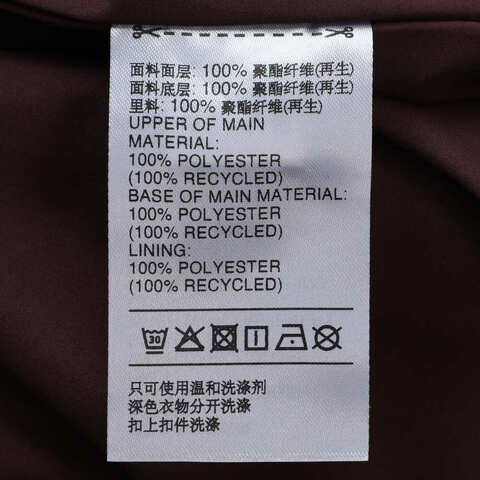 面料面层: 100% 聚酯纤维(再生)
面料底层: 100% 聚酯纤维(再生)
里料: 100% 聚酯纤维(再生)
UPPER OF MAIN
MATERIAL:
100% POLYESTER
(100% RECYCLED)
BASE OF MAIN MATERIAL:
100% POLYESTER
(100% RECYCLED)
LINING:
100% POLYESTER
(100% RECYCLED)
30
只可使用温和洗涤剂
深色衣物分开洗涤
扣上扣件洗涤